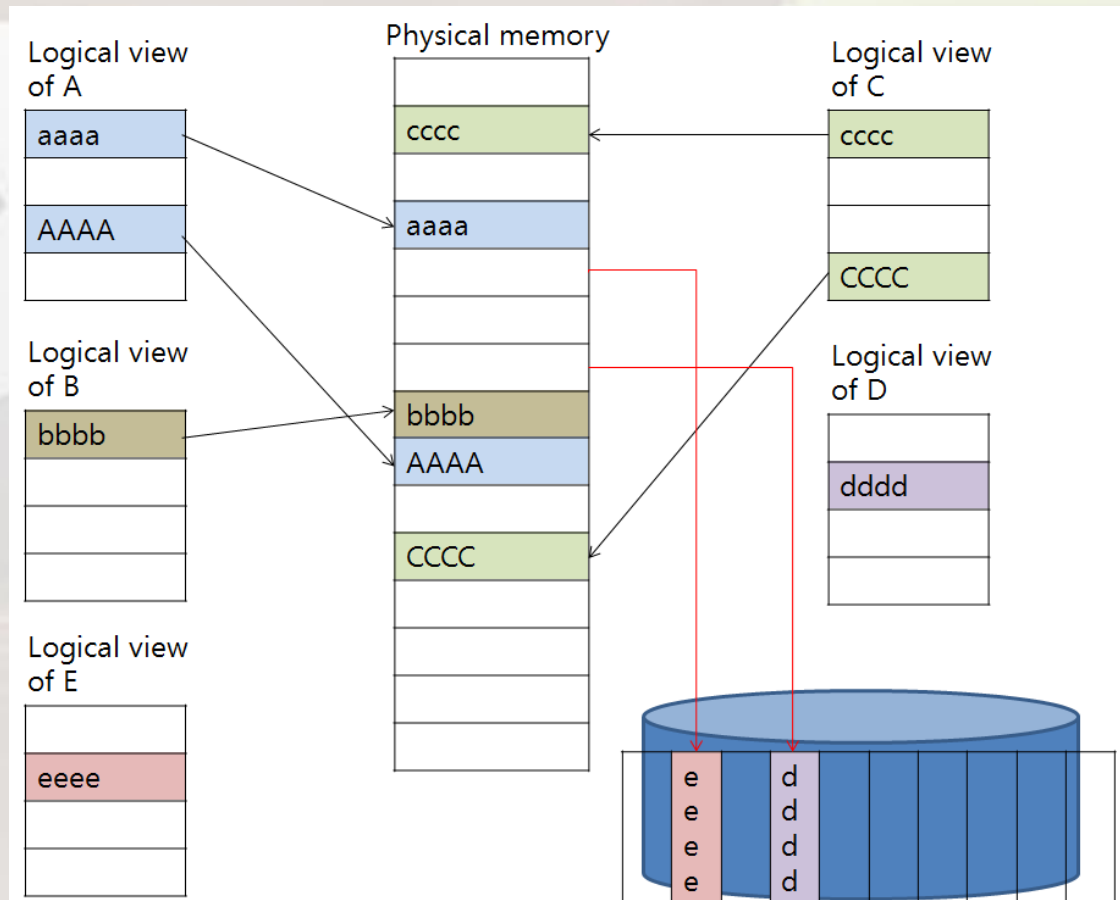 Logical view
of A
aaaa
AAAA
Logical view
of B
bbbb
Logical view
of E
eeee
Physical memory
cccc
aaaa
bbbb
AAAA
CCCC
Logical view
of C
cccc
CCCC
Logical view
of D
dddd
e
e
e
e
d
d
d
d